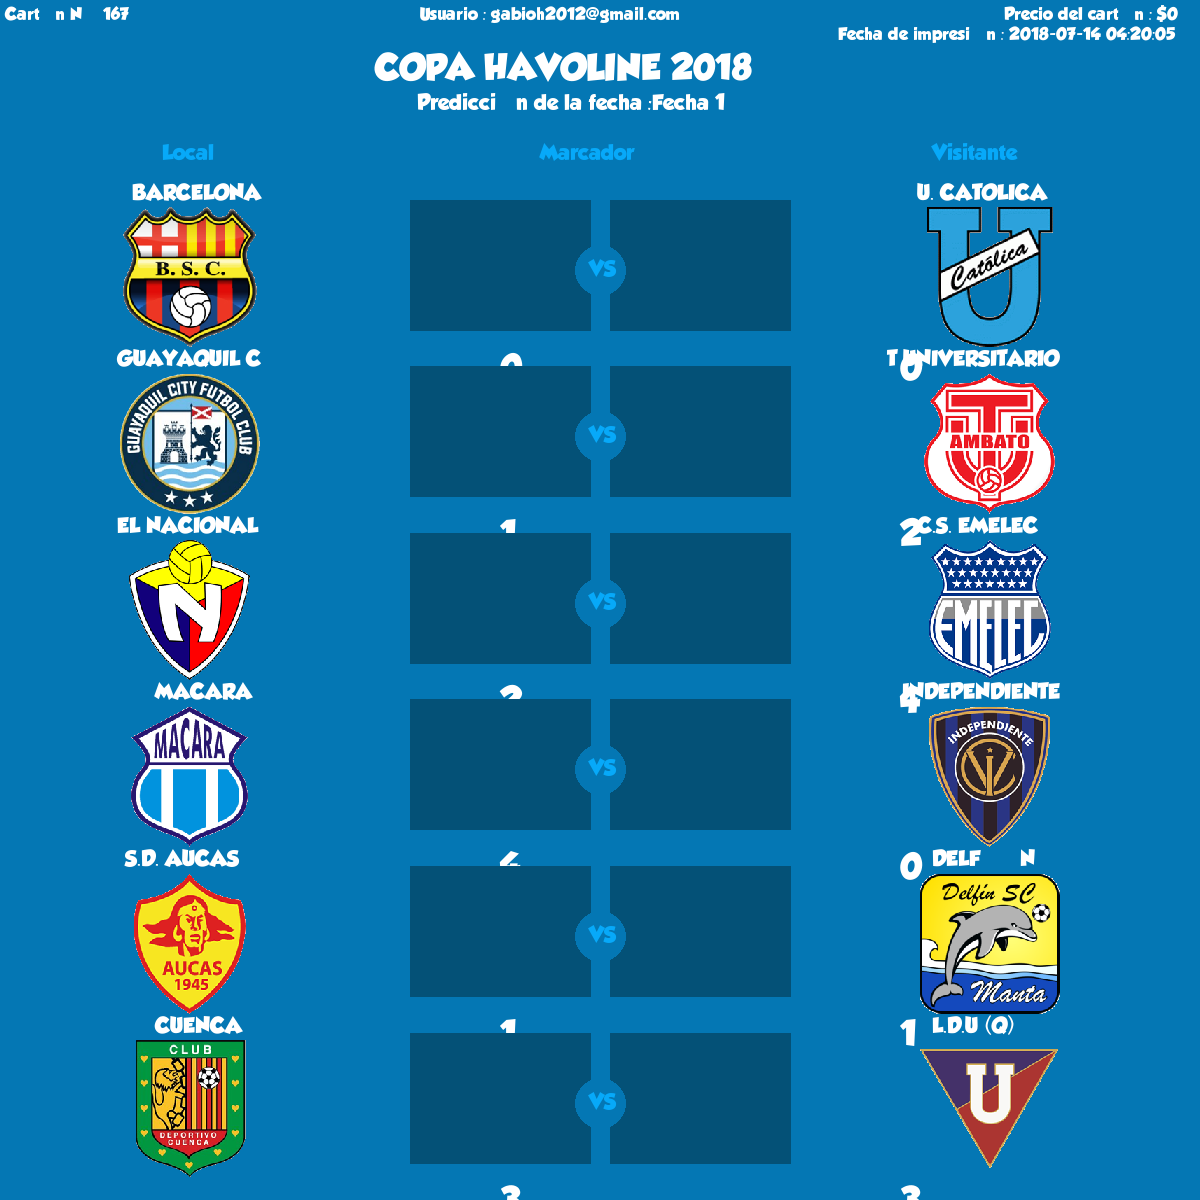 Cart n N 167
Usuario : gabioh2012@gmail.com
Precio del cart n : $0
Fecha de impresi n : 2018-07-14 04:20:05
COPA HAVOLINE 2018
Predicci n de la fecha :Fecha 1
Local Marcador Visitante
BARCELONA U. CATOLICA
B. S. C. VS Católica
U
0 0
GUAYAQUIL C T UNIVERSITARIO
GUAYAQUIL CITY FUTBOL CLUB VS AMBATO
1 2
EL NACIONAL C.S. EMELEC
N VS EMELEC
4
MACARA INDEPENDIENTE
MACARA VS INDEPENDIENTE
0
S.D. AUCAS DELF N
AUCAS
1945
VS
Delfín SC
Manta
1 1
CUENCA L.D.U (Q)
CLUB
DEPORTIVO
CUENCA
VS
U
3 3